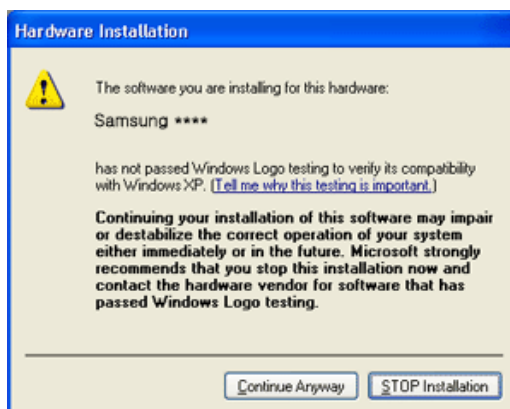 Hardware Installation
The software you are installing for this hardware:
Samsung ****
has not passed Windows Logo testing to verify its compatibility
with Windows XP. (Tell me why this testing is important.)
Continuing your installation of this software may impair
or destabilize the correct operation of your system
either immediately or in the future. Microsoft strongly
recommends that you stop this installation now and
contact the hardware vendor for software that has
passed Windows Logo testing.
Continue Anyway
STOP Installation